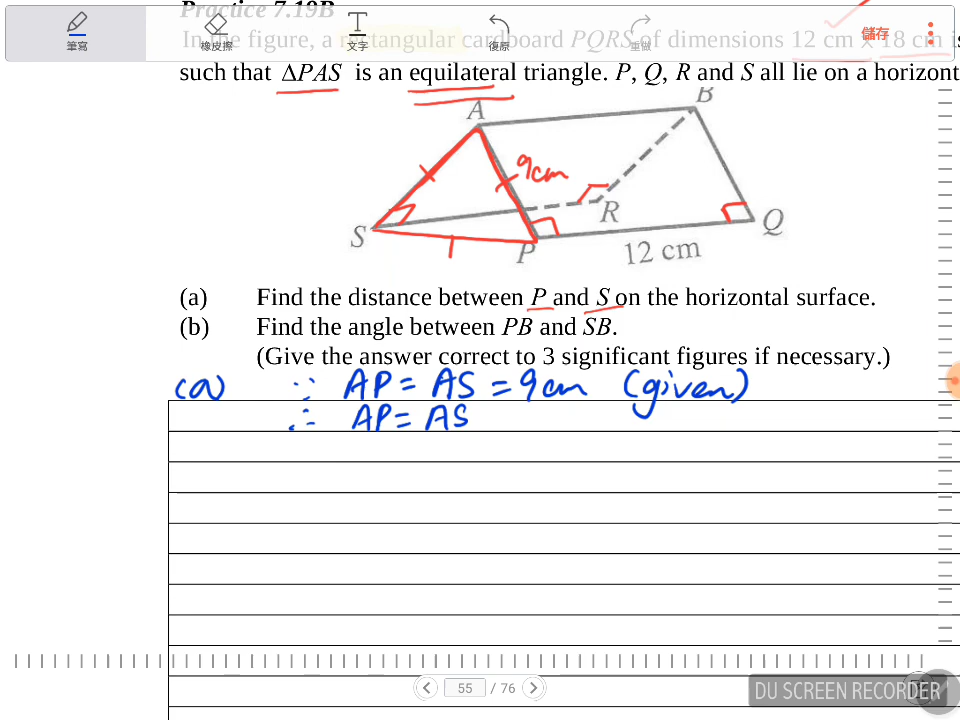 Practice 7.19B
筆寫 橡皮擦 文字 復原 重做 儲存
In the figure, a rectangular cardboard PQRS of dimensions 12 cm × 18 cm is
such that ΔPAS is an equilateral triangle. P, Q, R and S all lie on a horizont
A
B
9cm
S
R
P
Q
12 cm
(a) Find the distance between P and S on the horizontal surface.
(b) Find the angle between PB and SB.
(Give the answer correct to 3 significant figures if necessary.)
(a) ∵ AP = AS = 9cm (given)
∴ AP = AS
55 / 76
DU SCREEN RECORDER